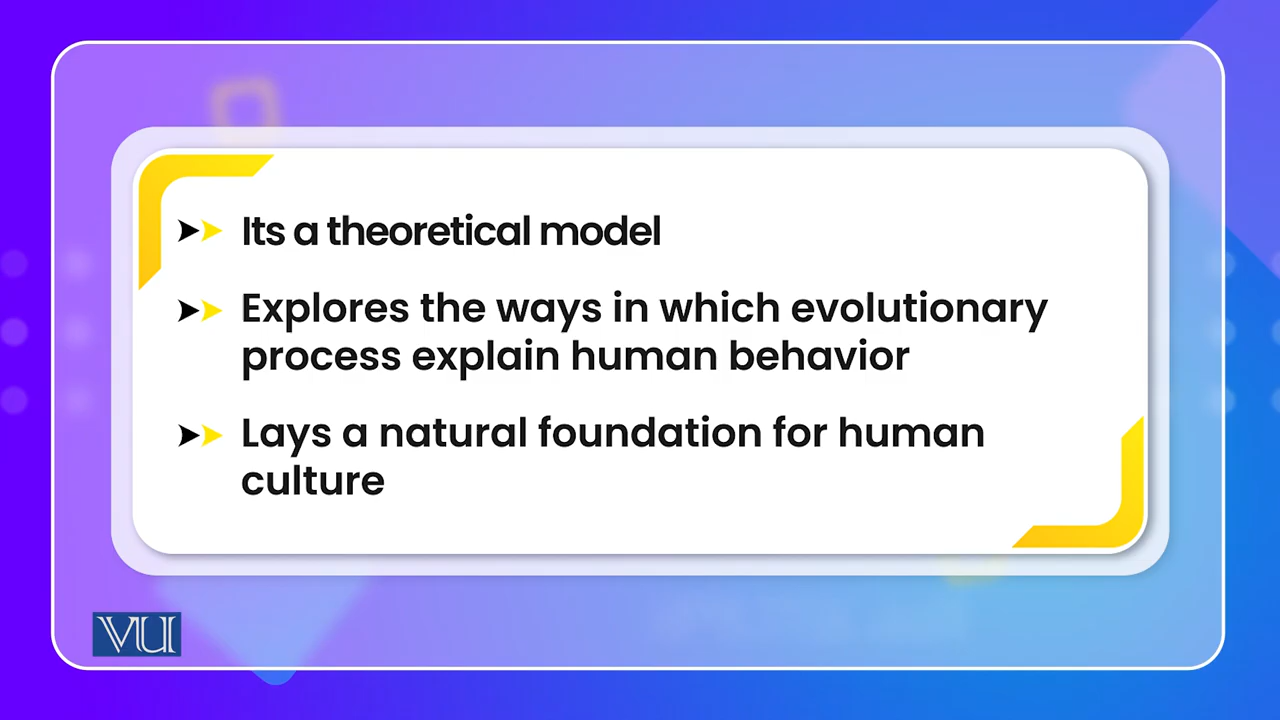 Its a theoretical model
Explores the ways in which evolutionary
process explain human behavior
Lays a natural foundation for human
culture
VU